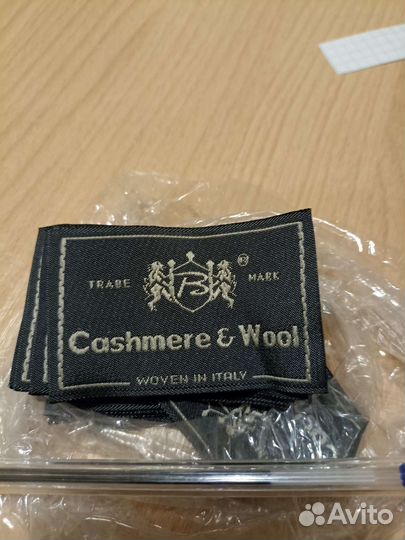 TRADE MARK ®
B
Cashmere & Wool
WOVEN IN ITALY
Avito